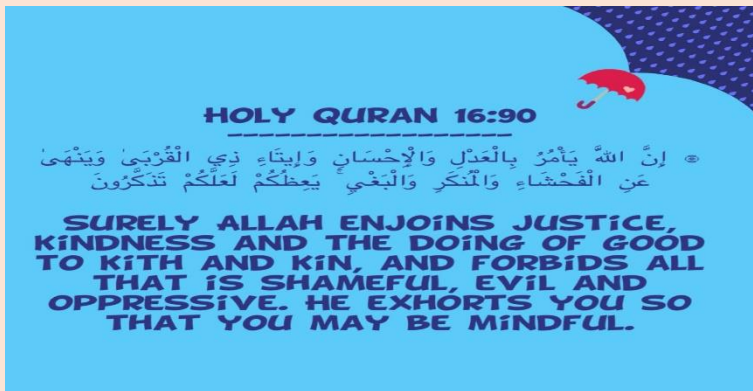 HOLY QURAN 16:90
۞ إِنَّ اللَّهَ يَأْمُرُ بِالْعَدْلِ وَالْإِحْسَانِ وَإِيتَاءِ ذِي الْقُرْبَىٰ وَيَنْهَىٰ
عَنِ الْفَحْشَاءِ وَالْمُنكَرِ وَالْبَغْيِ ۚ يَعِظُكُمْ لَعَلَّكُمْ تَذَكَّرُونَ
SURELY ALLAH ENJOiNS JUSTiCE,
KiNDNESS AND THE DOiNG OF GOOD
TO KiTH AND KiN, AND FORBiDS ALL
THAT iS SHAMEFUL, EViL AND
OPPRESSiVE. HE EXHORTS YOU SO
THAT YOU MAY BE MiNDFUL.